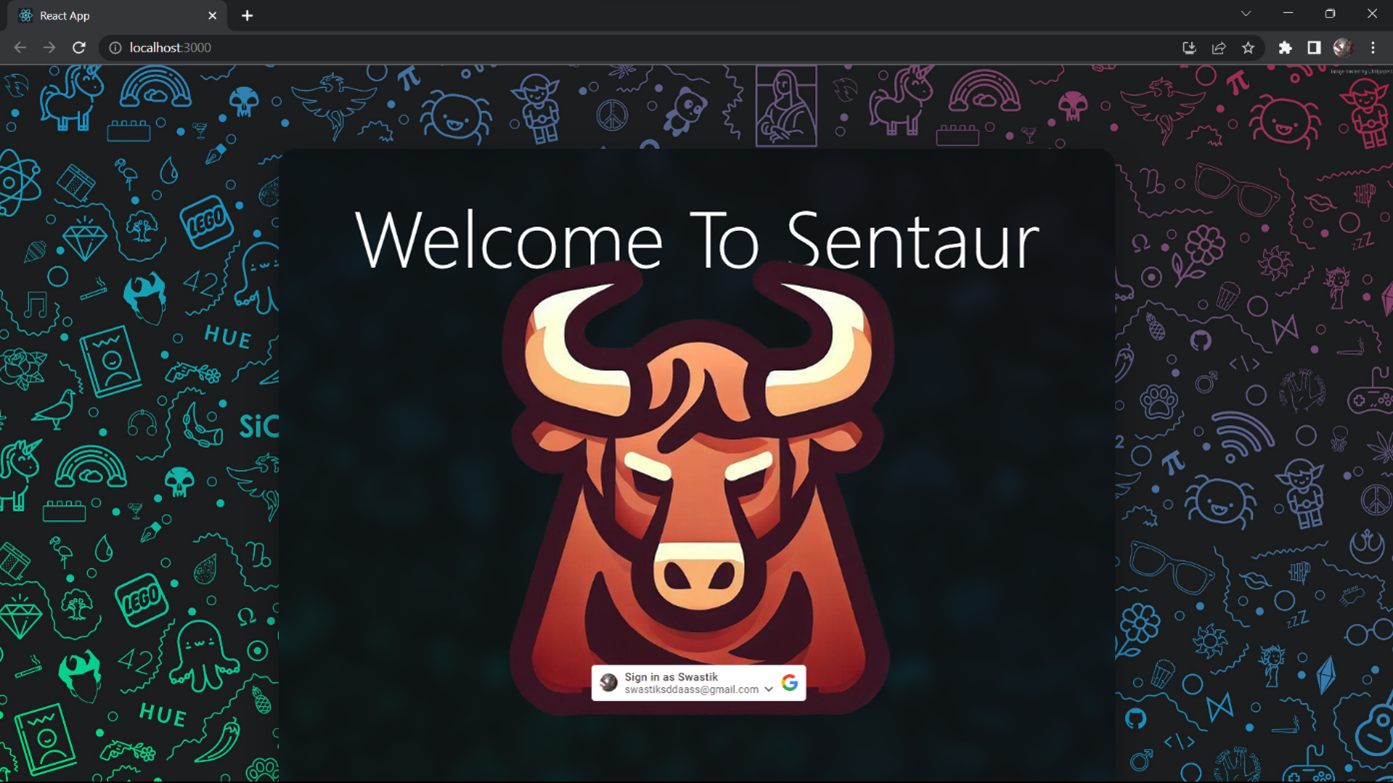 React App
localhost:3000
Welcome To Sentaur
LEGO
42
HUE
SiC
Sign in as Swastik
swastiksddaass@gmail.com
LEGO
42
HUE